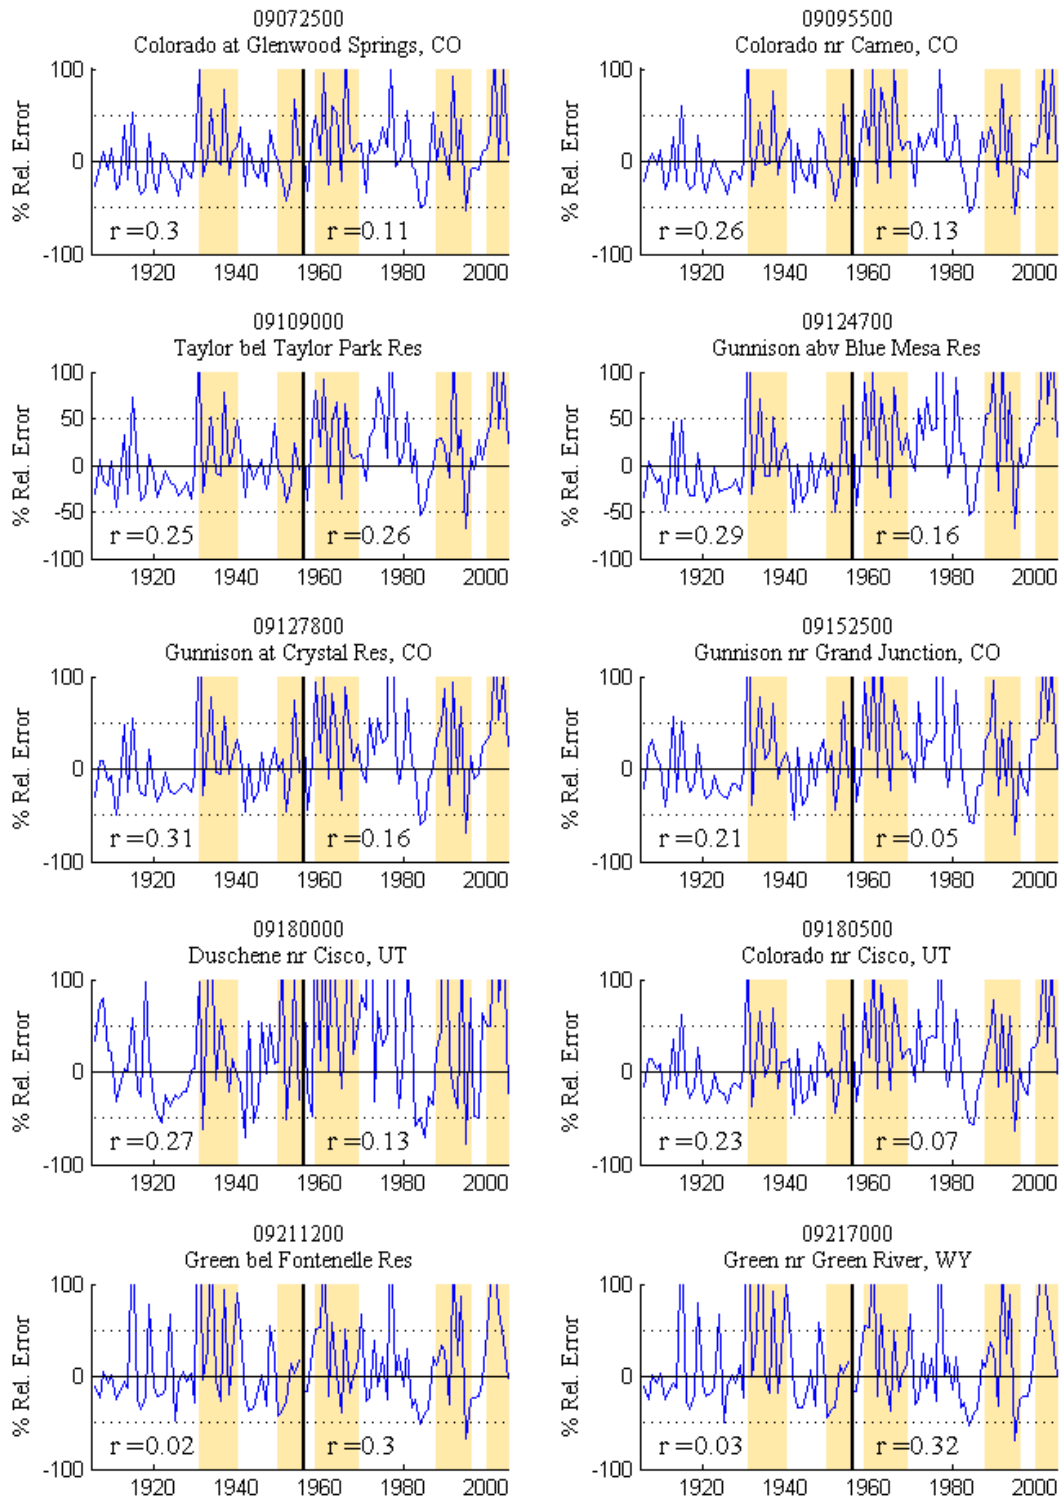 09072500
Colorado at Glenwood Springs, CO
100
0
-100
% Rel. Error
r=0.3
r=0.11
1920 1940 1960 1980 2000
09095500
Colorado nr Cameo, CO
100
0
-100
% Rel. Error
r=0.26
r=0.13
1920 1940 1960 1980 2000
09109000
Taylor bel Taylor Park Res
100
50
0
-50
-100
% Rel. Error
r=0.25
r=0.26
1920 1940 1960 1980 2000
09124700
Gunnison abv Blue Mesa Res
100
0
-100
% Rel. Error
r=0.29
r=0.16
1920 1940 1960 1980 2000
09127800
Gunnison at Crystal Res, CO
100
0
-100
% Rel. Error
r=0.31
r=0.16
1920 1940 1960 1980 2000
09152500
Gunnison nr Grand Junction, CO
100
0
-100
% Rel. Error
r=0.21
r=0.05
1920 1940 1960 1980 2000
09180000
Duschene nr Cisco, UT
100
0
-100
% Rel. Error
r=0.27
r=0.13
1920 1940 1960 1980 2000
09180500
Colorado nr Cisco, UT
100
0
-100
% Rel. Error
r=0.23
r=0.07
1920 1940 1960 1980 2000
09211200
Green bel Fontenelle Res
100
0
-100
% Rel. Error
r=0.02
r=0.3
1920 1940 1960 1980 2000
09217000
Green nr Green River, WY
100
0
-100
% Rel. Error
r=0.03
r=0.32
1920 1940 1960 1980 2000